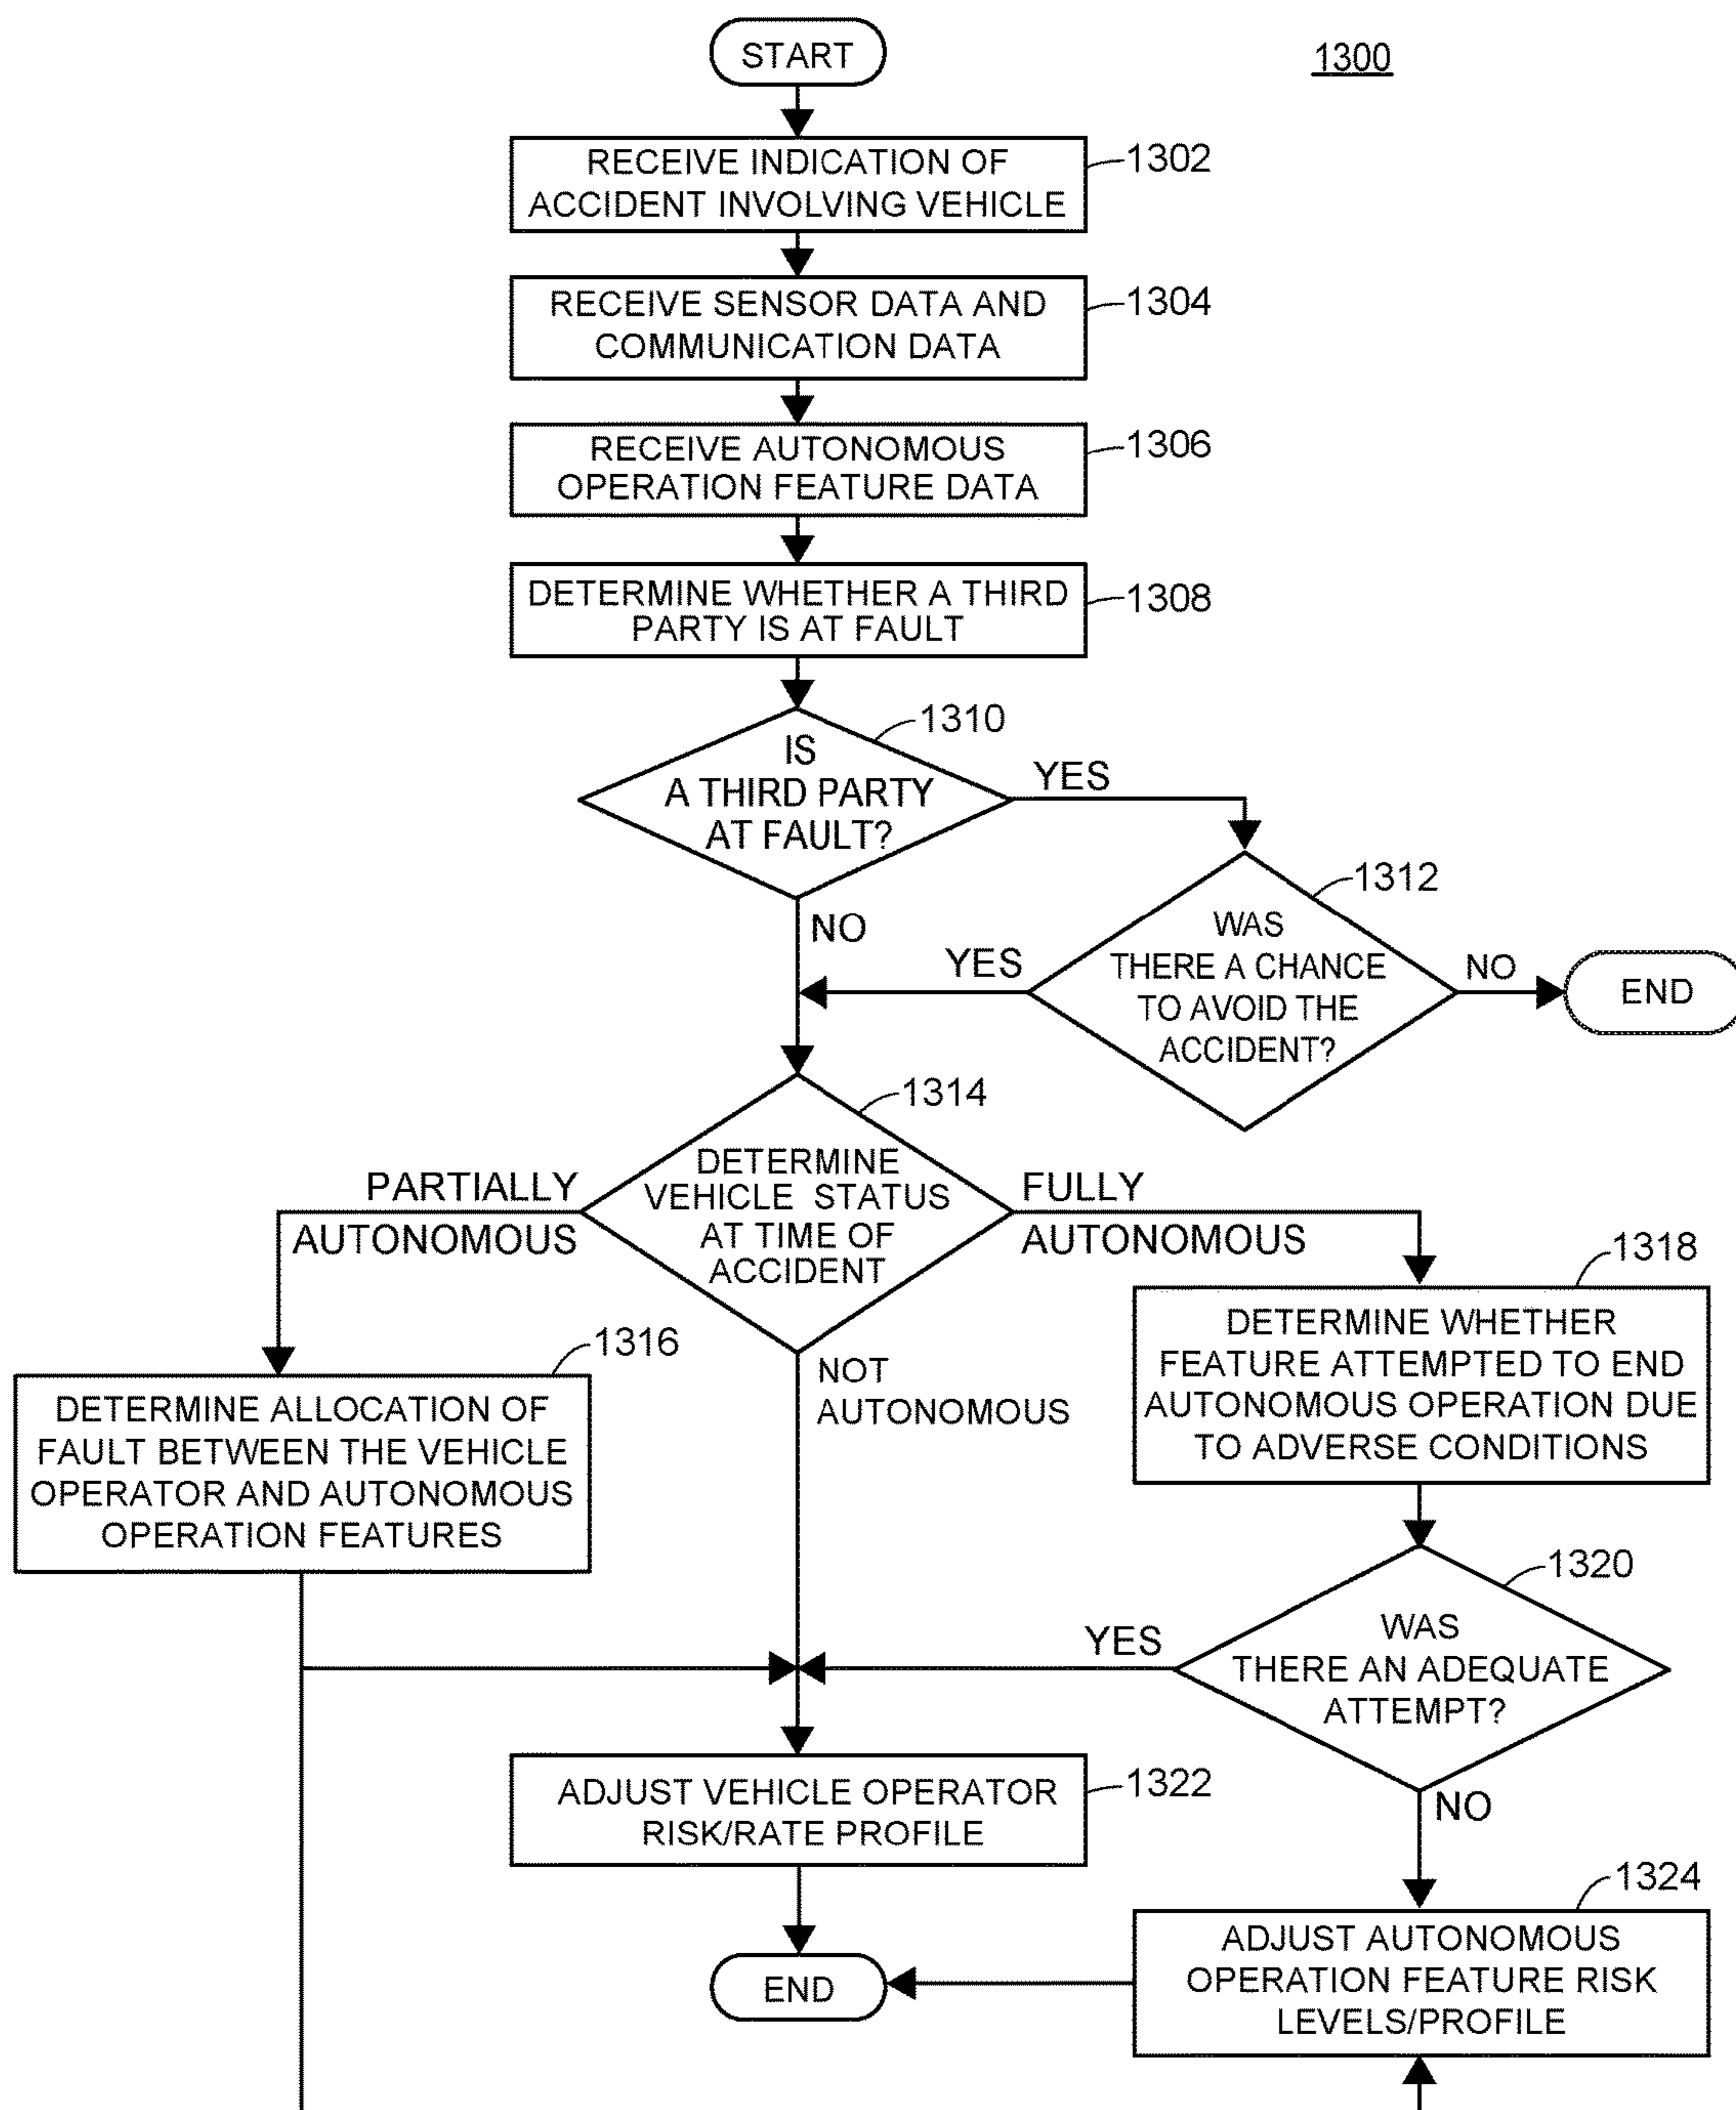 START
1300
RECEIVE INDICATION OF
ACCIDENT INVOLVING VEHICLE
1302
RECEIVE SENSOR DATA AND
COMMUNICATION DATA
1304
RECEIVE AUTONOMOUS
OPERATION FEATURE DATA
1306
DETERMINE WHETHER A THIRD
PARTY IS AT FAULT
1308
IS
A THIRD PARTY
AT FAULT?
1310
YES
NO
WAS
THERE A CHANCE
TO AVOID THE
ACCIDENT?
1312
YES
NO
END
DETERMINE
VEHICLE STATUS
AT TIME OF
ACCIDENT
1314
PARTIALLY
AUTONOMOUS
FULLY
AUTONOMOUS
NOT
AUTONOMOUS
DETERMINE ALLOCATION OF
FAULT BETWEEN THE VEHICLE
OPERATOR AND AUTONOMOUS
OPERATION FEATURES
1316
DETERMINE WHETHER
FEATURE ATTEMPTED TO END
AUTONOMOUS OPERATION DUE
TO ADVERSE CONDITIONS
1318
WAS
THERE AN ADEQUATE
ATTEMPT?
1320
YES
NO
ADJUST VEHICLE OPERATOR
RISK/RATE PROFILE
1322
ADJUST AUTONOMOUS
OPERATION FEATURE RISK
LEVELS/PROFILE
1324
END